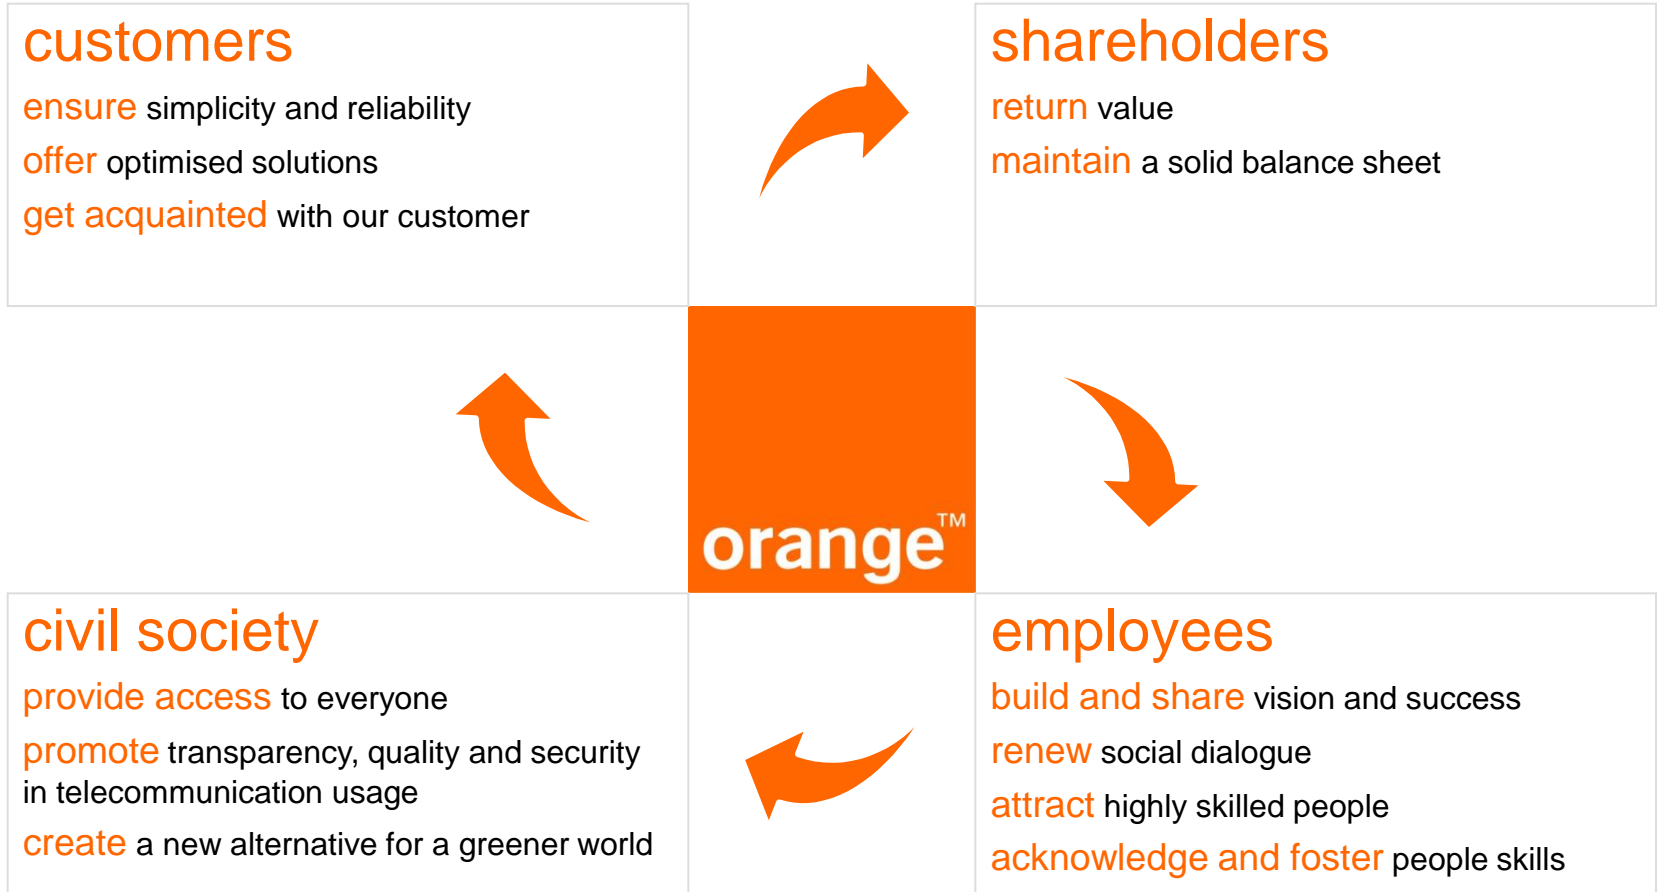 customers
ensure simplicity and reliability
offer optimised solutions
get acquainted with our customer
shareholders
return value
maintain a solid balance sheet
orange™
civil society
provide access to everyone
promote transparency, quality and security
in telecommunication usage
create a new alternative for a greener world
employees
build and share vision and success
renew social dialogue
attract highly skilled people
acknowledge and foster people skills